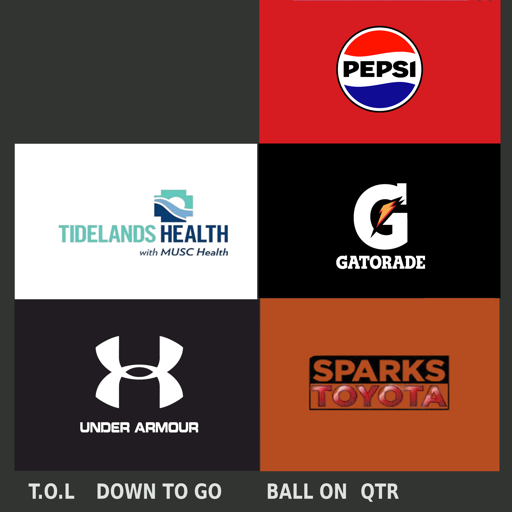 PEPSI
TIDELANDS HEALTH
with MUSC Health
G
GATORADE
UNDER ARMOUR
SPARKS
TOYOTA
T.O.L DOWN TO GO BALL ON QTR